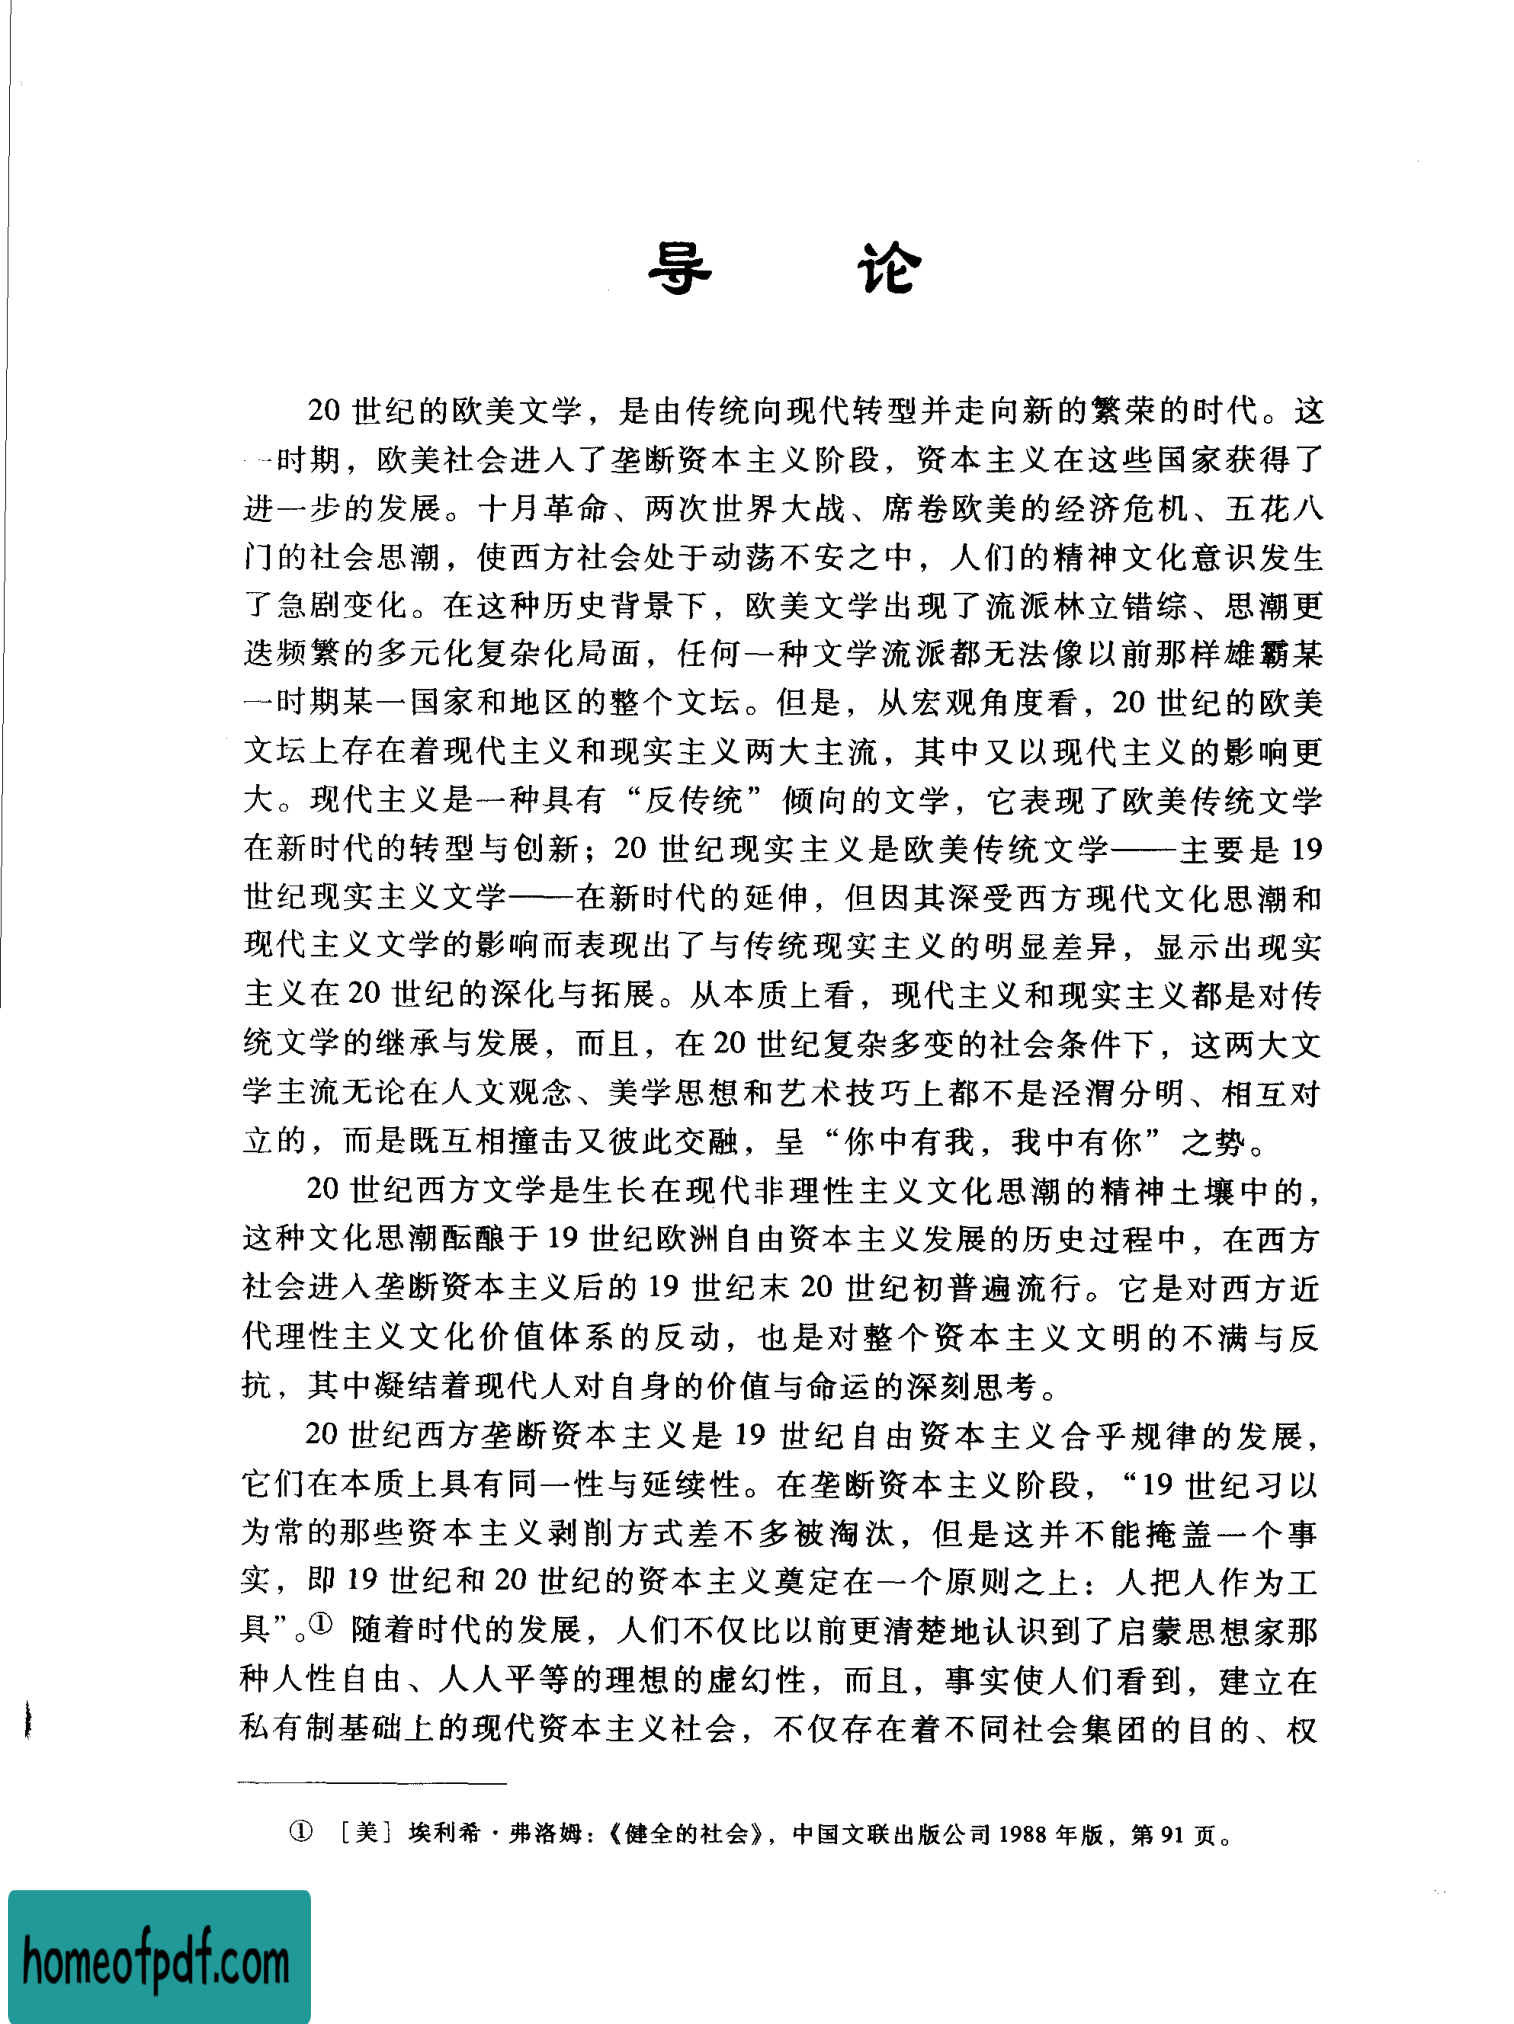 导 论
20 世纪的欧美文学，是由传统向现代转型并走向新的繁荣的时代。这
一时期，欧美社会进入了垄断资本主义阶段，资本主义在这些国家获得了
进一步的发展。十月革命、两次世界大战、席卷欧美的经济危机、五花八
门的社会思潮，使西方社会处于动荡不安之中，人们的精神文化意识发生
了急剧变化。在这种历史背景下，欧美文学出现了流派林立错综、思潮更
迭频繁的多元化复杂化局面，任何一种文学流派都无法像以前那样雄霸某
一时期某一国家和地区的整个文坛。但是，从宏观角度看，20 世纪的欧美
文坛上存在着现代主义和现实主义两大主流，其中又以现代主义的影响更
大。现代主义是一种具有“反传统”倾向的文学，它表现了欧美传统文学
在新时代的转型与创新；20 世纪现实主义是欧美传统文学——主要是 19
世纪现实主义文学——在新时代的延伸，但因其深受西方现代文化思潮和
现代主义文学的影响而表现出了与传统现实主义的明显差异，显示出现实
主义在 20 世纪的深化与拓展。从本质上看，现代主义和现实主义都是对传
统文学的继承与发展，而且，在 20 世纪复杂多变的社会条件下，这两大文
学主流无论在人文观念、美学思想和艺术技巧上都不是泾渭分明、相互对
立的，而是既互相撞击又彼此交融，呈“你中有我，我中有你”之势。
20 世纪西方文学是生长在现代非理性主义文化思潮的精神土壤中的，
这种文化思潮酝酿于 19 世纪欧洲自由资本主义发展的历史过程中，在西方
社会进入垄断资本主义后的 19 世纪末 20 世纪初普遍流行。它是对西方近
代理性主义文化价值体系的反动，也是对整个资本主义文明的不满与反
抗，其中凝结着现代人对自身的价值与命运的深刻思考。
20 世纪西方垄断资本主义是 19 世纪自由资本主义合乎规律的发展，
它们在本质上具有同一性与延续性。在垄断资本主义阶段，“19 世纪习以
为常的那些资本主义剥削方式差不多被淘汰，但是这并不能掩盖一个事
实，即 19 世纪和 20 世纪的资本主义奠定在一个原则之上：人把人作为工
具”。① 随着时代的发展，人们不仅比以前更清楚地认识到了启蒙思想家那
种人性自由、人人平等的理想的虚幻性，而且，事实使人们看到，建立在
私有制基础上的现代资本主义社会，不仅存在着不同社会集团的目的、权
① ［美］埃利希·弗洛姆：《健全的社会》，中国文联出版公司 1988 年版，第 91 页。
homeofpdf.com